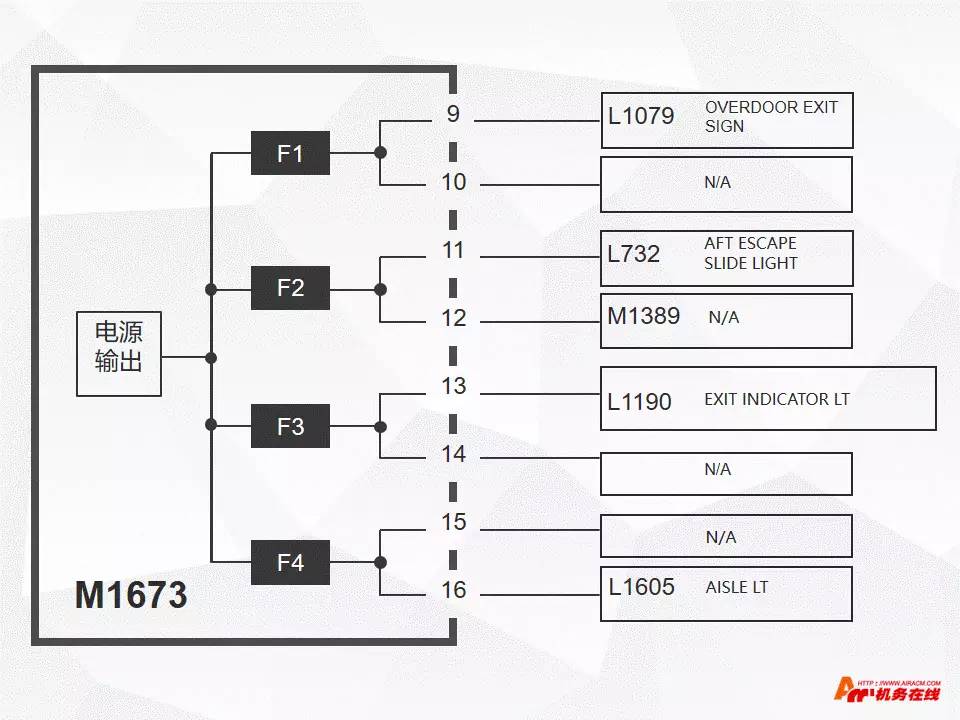 9
L1079
OVERDOOR EXIT
SIGN
F1
10
N/A
11
L732
AFT ESCAPE
SLIDE LIGHT
F2
12
M1389
N/A
电源
输出
13
L1190
EXIT INDICATOR LT
F3
14
N/A
15
N/A
F4
16
L1605
AISLE LT
M1673
HTTP://WWW.AIRACM.COM
机务在线